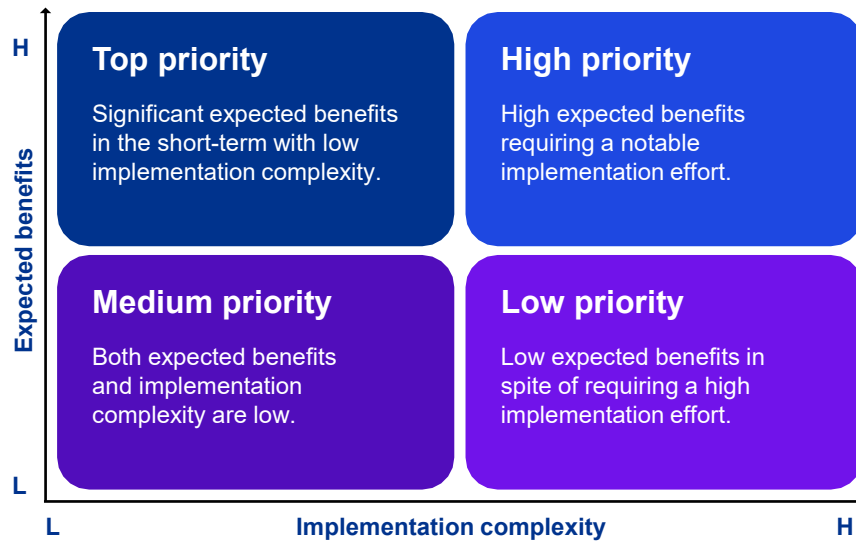 H
Top priority
Significant expected benefits
in the short-term with low
implementation complexity.
High priority
High expected benefits
requiring a notable
implementation effort.
Expected benefits
Medium priority
Both expected benefits
and implementation
complexity are low.
Low priority
Low expected benefits in
spite of requiring a high
implementation effort.
L
L
Implementation complexity
H